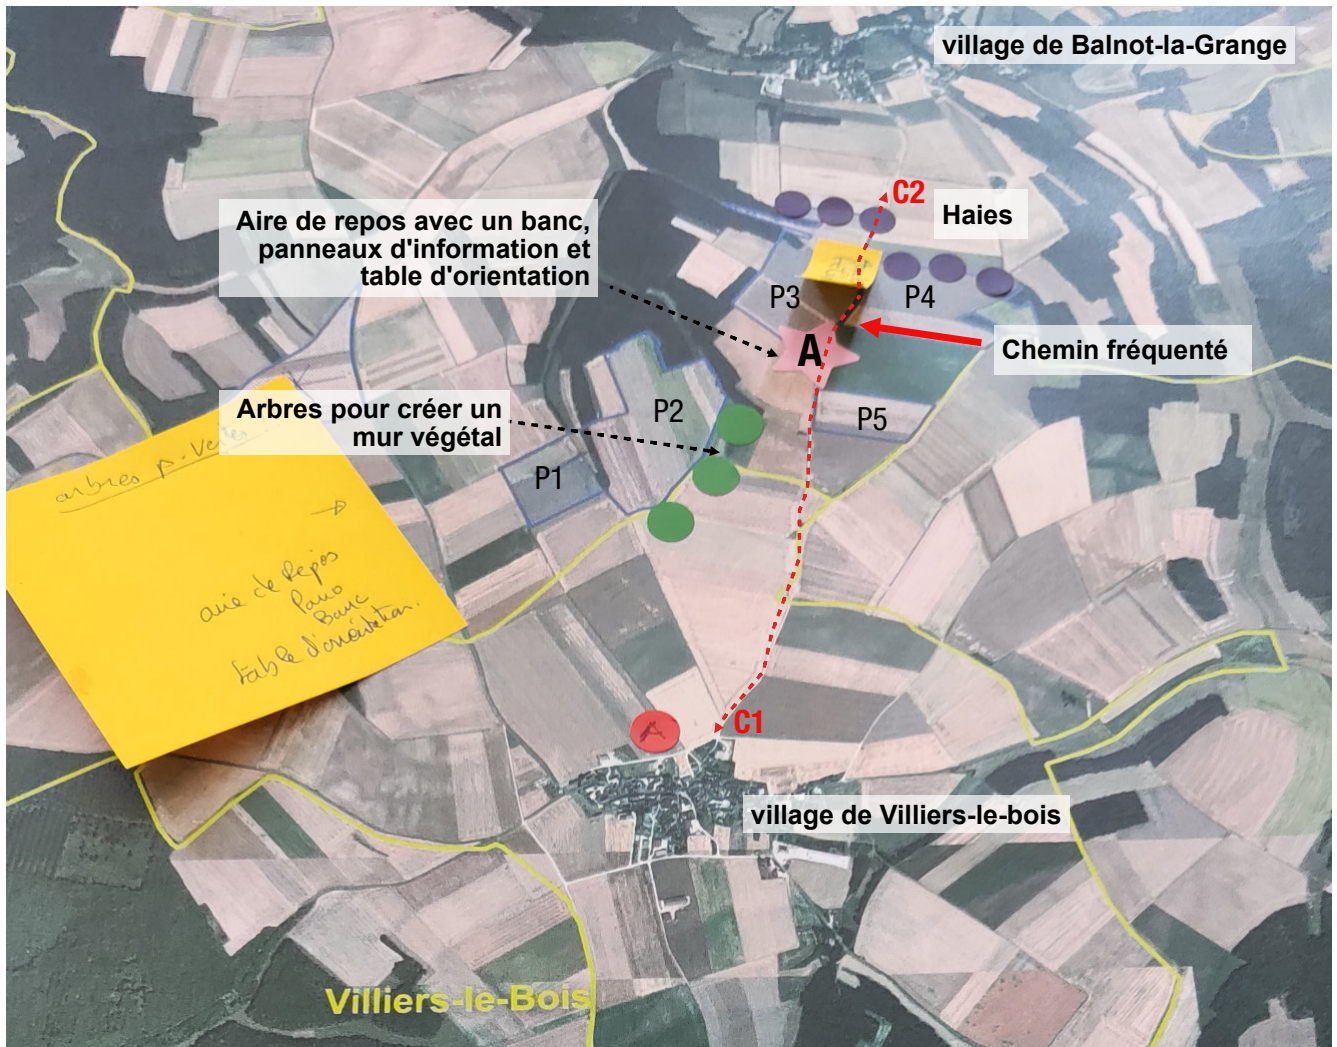 village de Balnot-la-Grange
C2
Haies
Aire de repos avec un banc,
panneaux d'information et
table d'orientation
P3
P4
A
Chemin fréquenté
Arbres pour créer un
mur végétal
P2
P5
P1
arbres
aire de Repos
Pano
Banc
table d'orientation.
C1
village de Villiers-le-bois
Villiers-le-Bois